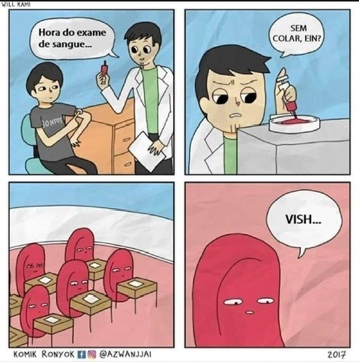 WILL KAMI
Hora do exame
de sangue...
SEM
COLAR, EIN?
VISH...
KOMIK RONYOK @AZWANJJAI
2017